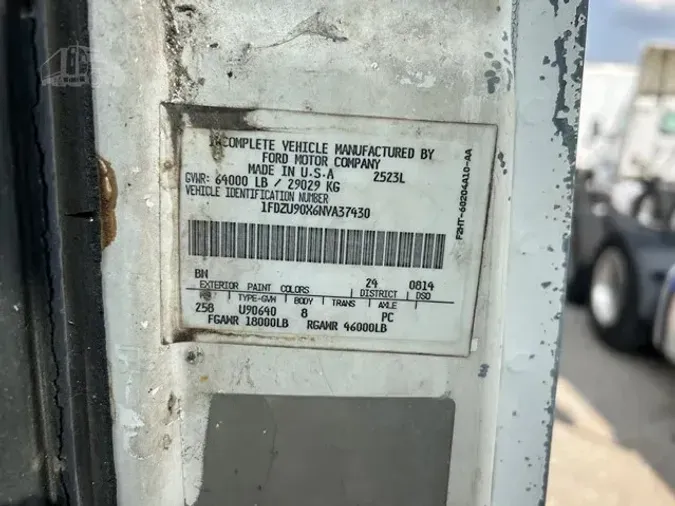 INCOMPLETE VEHICLE MANUFACTURED BY
FORD MOTOR COMPANY
MADE IN U.S.A 2523L
GVWR: 64000 LB / 29029 KG
VEHICLE IDENTIFICATION NUMBER
1FDZU90X6NVA37430
F2HT-60204A10-AA
BN 24 0814
EXTERIOR PAINT COLORS DISTRICT DSO
WB TYPE-GVW BODY TRANS AXLE
258 U90640 8 PC
FGAWR 18000LB RGAWR 46000LB